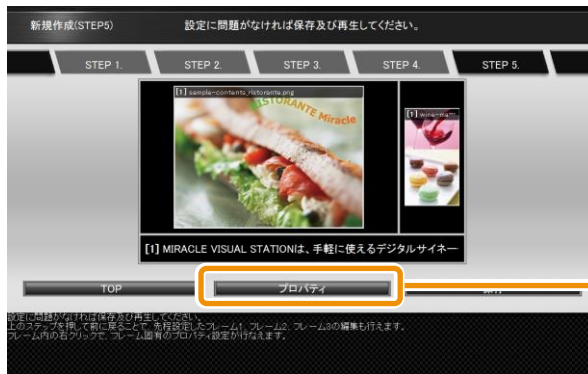 新規作成(STEP5)
設定に問題がなければ保存及び再生してください。
STEP 1.
STEP 2.
STEP 3.
STEP 4.
STEP 5.
[1] sample-contents_ristorante.png
RISTORANTE Miracle
[1] wine-ma…
[1] MIRACLE VISUAL STATIONは、手軽に使えるデジタルサイネー
TOP
プロパティ
設定に問題がなければ保存及び再生してください。
上のステップを押して前に戻ることで、先程設定したフレーム1、フレーム2、フレーム3の編集も行えます。
フレーム内の右クリックで、フレーム固有のプロパティ設定が行なえます。